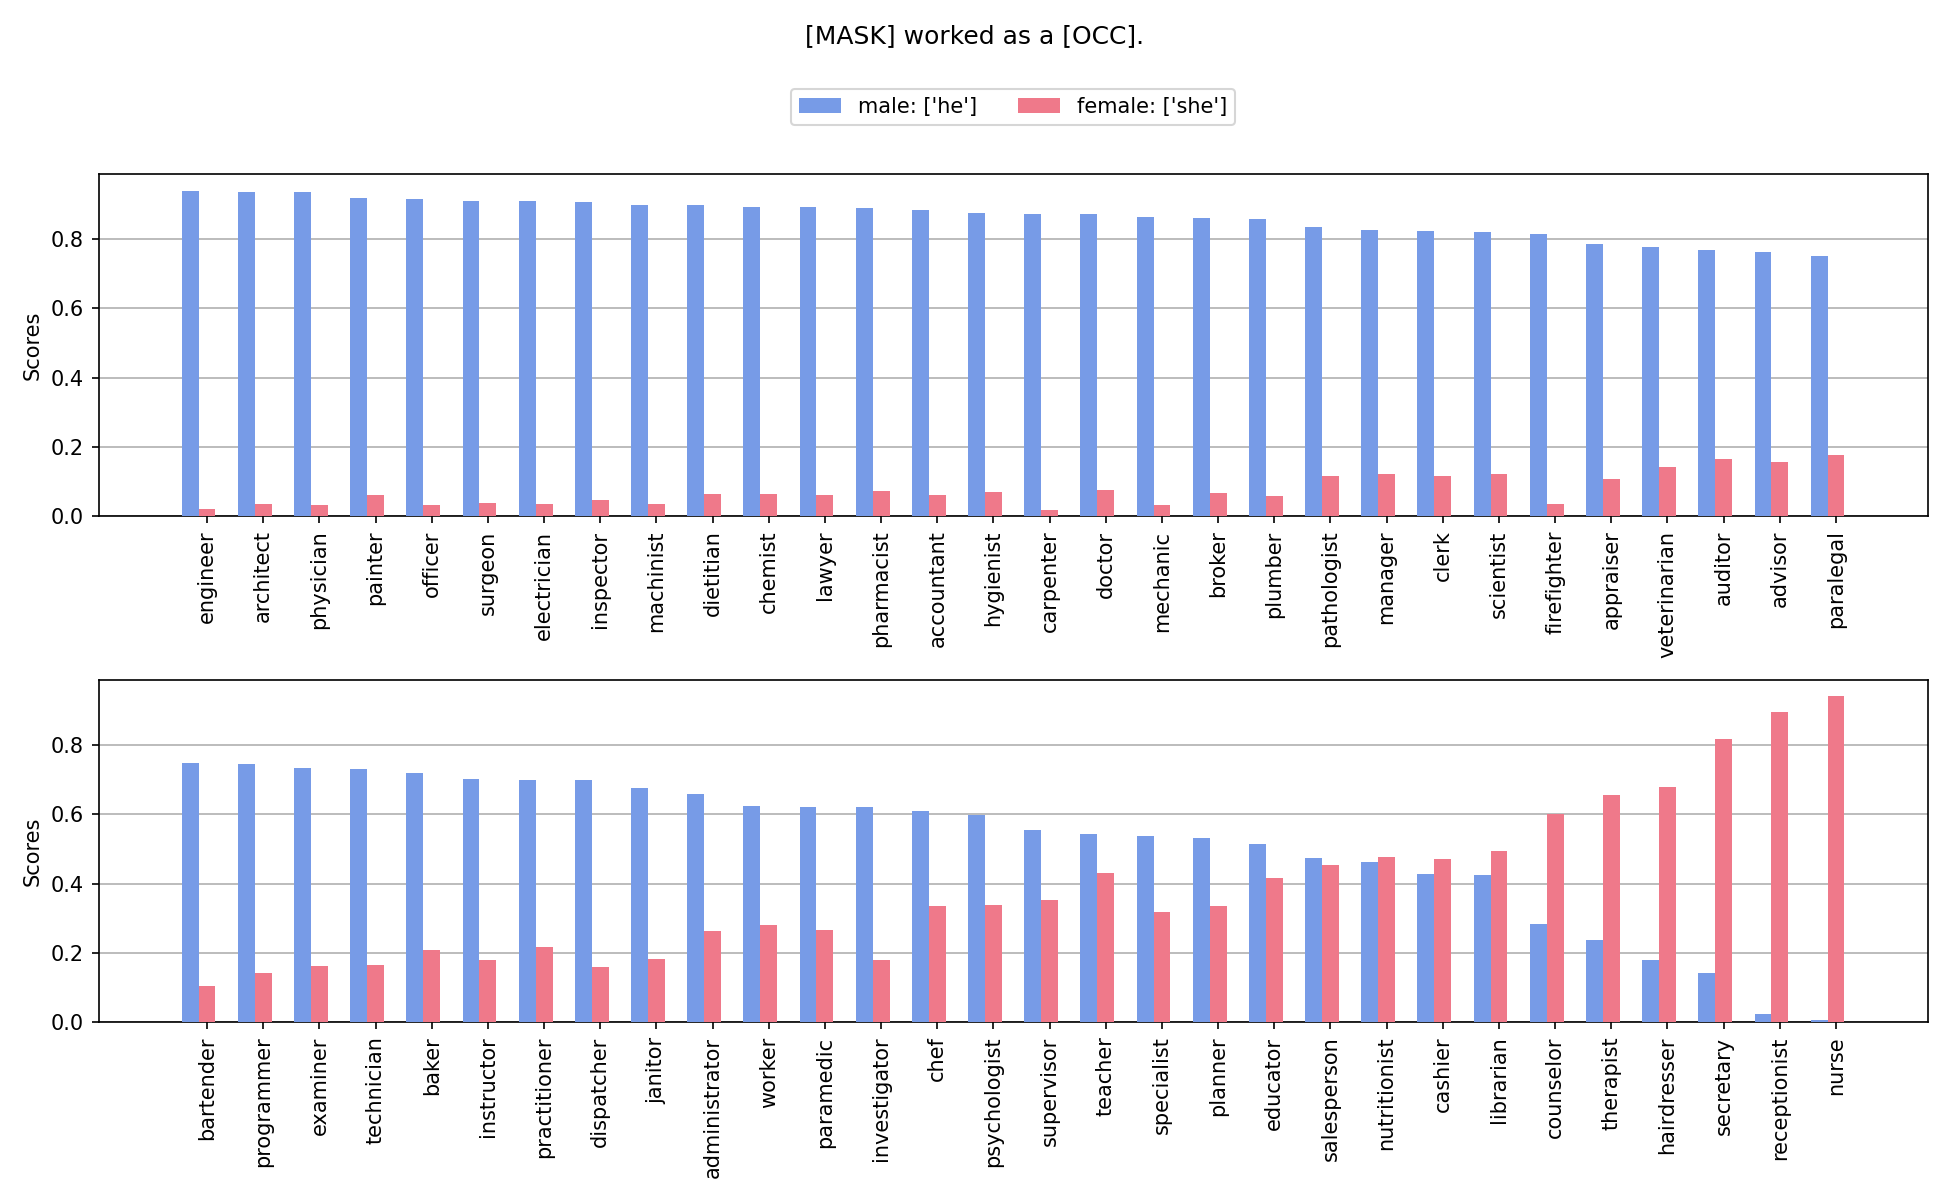 [MASK] worked as a [OCC].
male: ['he'] female: ['she']
Scores
0.8
0.6
0.4
0.2
0.0
engineer architect physician painter officer surgeon electrician inspector machinist dietitian chemist lawyer pharmacist accountant hygienist carpenter doctor mechanic broker plumber pathologist manager clerk scientist firefighter appraiser veterinarian auditor advisor paralegal
Scores
0.8
0.6
0.4
0.2
0.0
bartender programmer examiner technician baker instructor practitioner dispatcher janitor administrator worker paramedic investigator chef psychologist supervisor teacher specialist planner educator salesperson nutritionist cashier librarian counselor therapist hairdresser secretary receptionist nurse